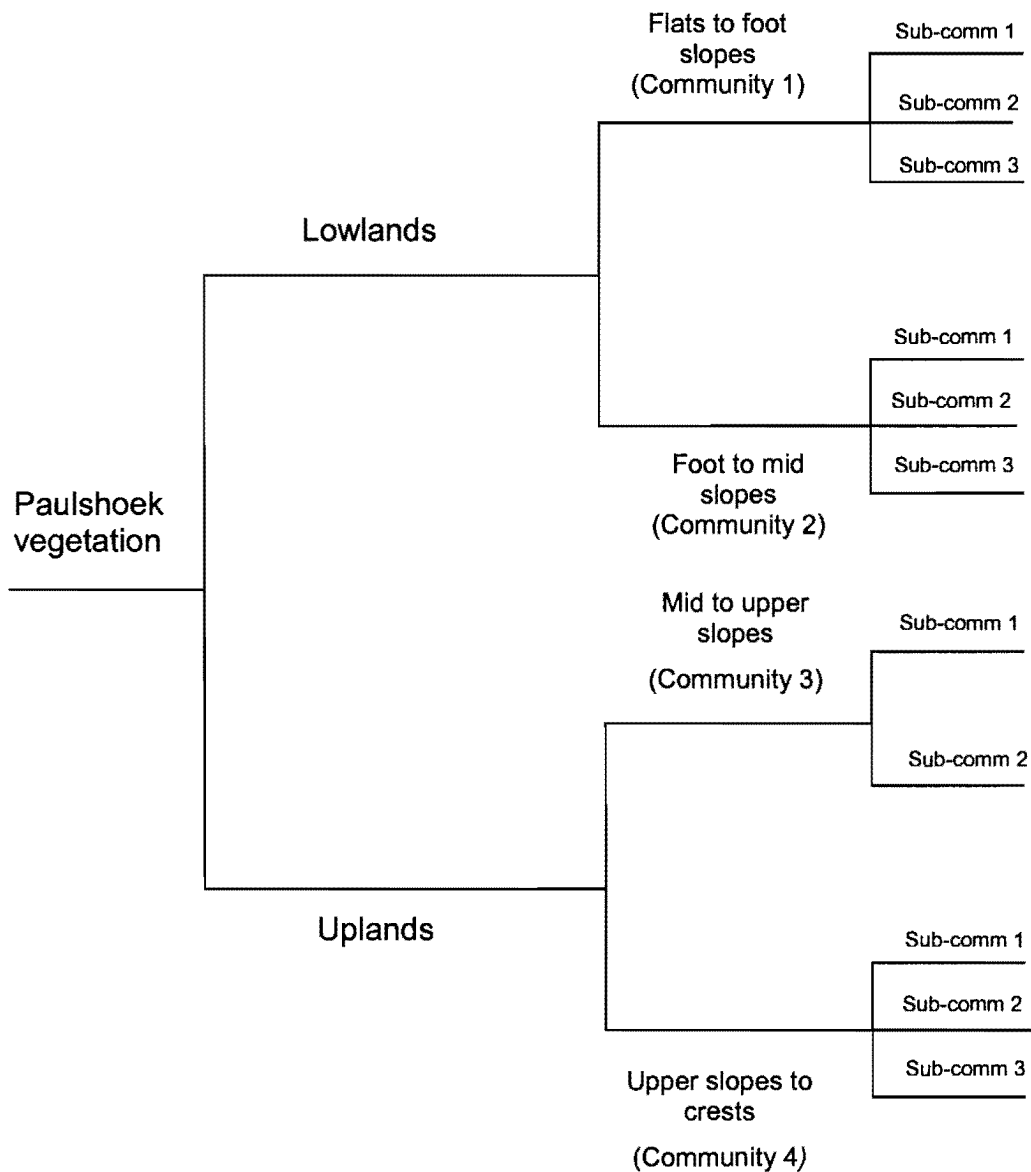 Flats to foot
slopes
(Community 1)
Sub-comm 1
Sub-comm 2
Sub-comm 3
Lowlands
Sub-comm 1
Sub-comm 2
Sub-comm 3
Foot to mid
slopes
(Community 2)
Paulshoek
vegetation
Mid to upper
slopes
(Community 3)
Sub-comm 1
Sub-comm 2
Uplands
Sub-comm 1
Sub-comm 2
Sub-comm 3
Upper slopes to
crests
(Community 4)